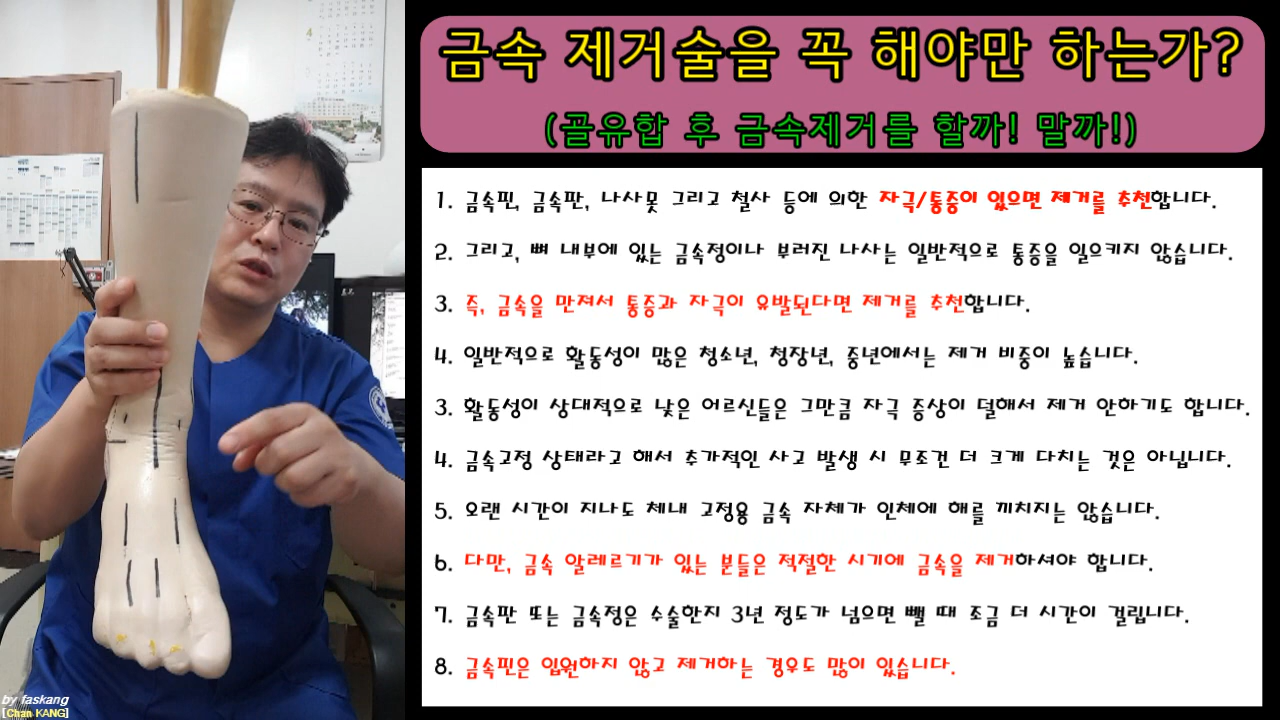 금속 제거술을 꼭 해야만 하는가?
(골유합 후 금속제거를 할까! 말까!)
1. 금속핀, 금속판, 나사못 그리고 철사 등에 의한 자극/통증이 있으면 제거를 추천합니다.
2. 그리고, 뼈 내부에 있는 금속정이나 부러진 나사는 일반적으로 통증을 일으키지 않습니다.
3. 즉, 금속을 만져서 통증과 자극이 유발된다면 제거를 추천합니다.
4. 일반적으로 활동성이 많은 청소년, 청장년, 중년에서는 제거 비중이 높습니다.
3. 활동성이 상대적으로 낮은 어르신들은 그만큼 자극 증상이 덜해서 제거 안하기도 합니다.
4. 금속고정 상태라고 해서 추가적인 사고 발생 시 무조건 더 크게 다치는 것은 아닙니다.
5. 오랜 시간이 지나도 체내 고정용 금속 자체가 인체에 해를 끼치지는 않습니다.
6. 다만, 금속 알레르기가 있는 분들은 적절한 시기에 금속을 제거하셔야 합니다.
7. 금속판 또는 금속정은 수술한지 3년 정도가 넘으면 뺄 때 조금 더 시간이 걸립니다.
8. 금속핀은 입원하지 않고 제거하는 경우도 많이 있습니다.
by faskang
[Chan KANG]